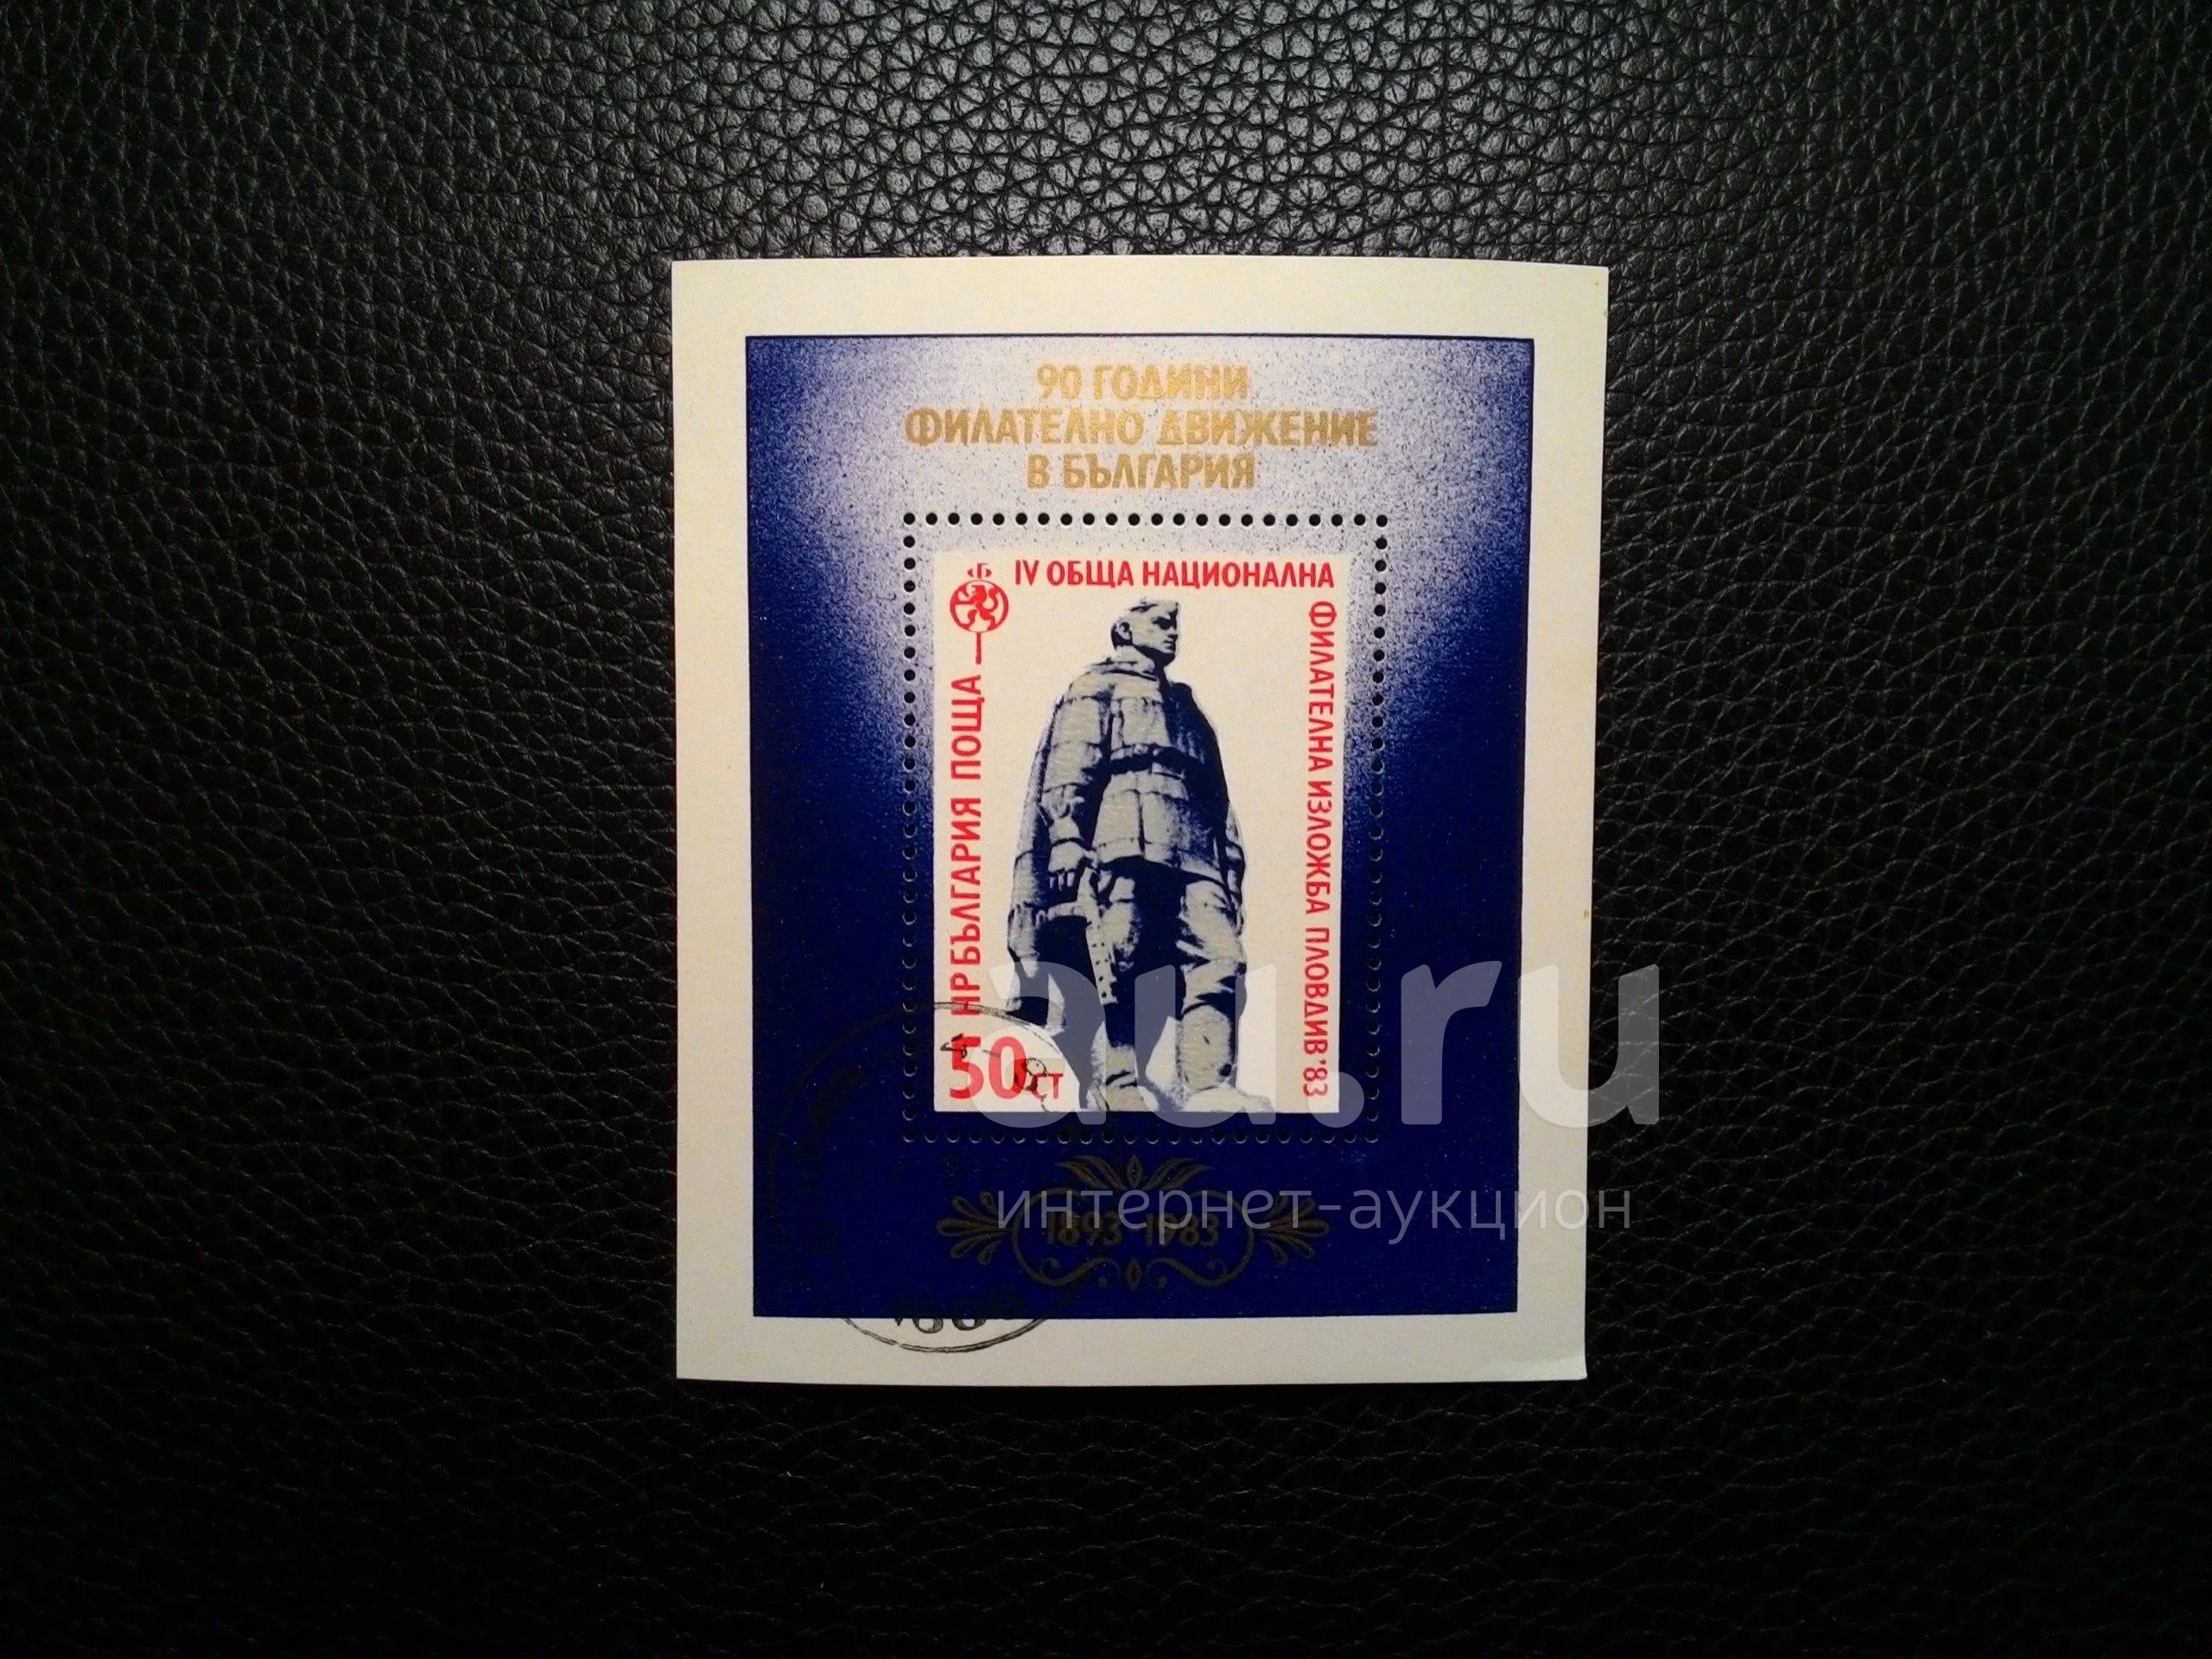 90 ГОДИНИ
ФИЛАТЕЛНО ДВИЖЕНИЕ
В БЪЛГАРИЯ
IV ОБЩА НАЦИОНАЛНА
ФИЛАТЕЛНА ИЗЛОЖБА ПЛОВДИВ '83
НР БЪЛГАРИЯ ПОЩА
50 СТ
1893-1983
au.ru
интернет-аукцион